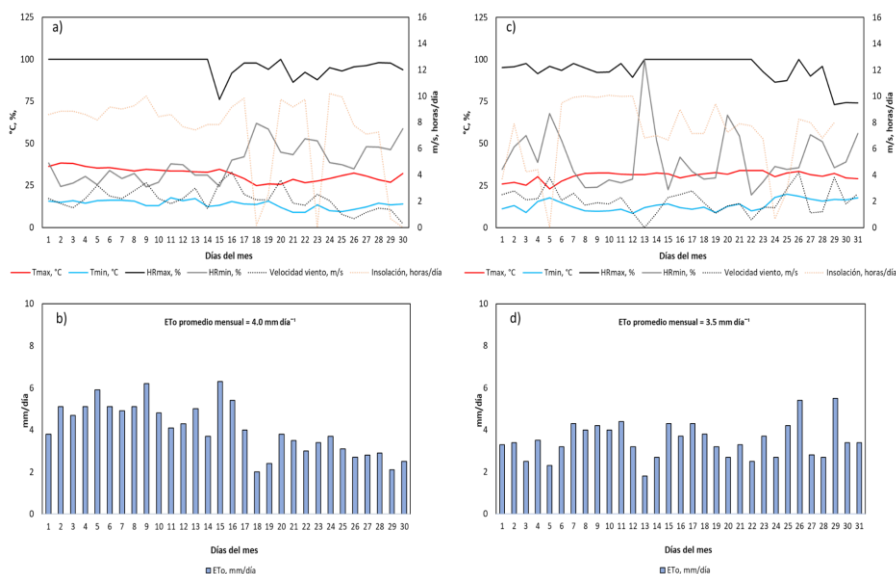 a)
°C, %,
125
100
75
50
25
0
16
14
12
10
8
6
4
2
0
m/s, horas/día
1 2 3 4 5 6 7 8 9 10 11 12 13 14 15 16 17 18 19 20 21 22 23 24 25 26 27 28 29 30
Días del mes
Tmax, °C Tmin, °C HRmax, % HRmin, % Velocidad viento, m/s Insolación, horas/día
c)
°C, %,
125
100
75
50
25
0
16
14
12
10
8
6
4
2
0
m/s, horas/día
1 2 3 4 5 6 7 8 9 10 11 12 13 14 15 16 17 18 19 20 21 22 23 24 25 26 27 28 29 30 31
Días del mes
Tmax, °C Tmin, °C HRmax, % HRmin, % Velocidad viento, m/s Insolación, horas/día
b)
ETo promedio mensual = 4.0 mm día⁻¹
mm/día
10
8
6
4
2
0
1 2 3 4 5 6 7 8 9 10 11 12 13 14 15 16 17 18 19 20 21 22 23 24 25 26 27 28 29 30
Días del mes
ETo, mm/día
d)
ETo promedio mensual = 3.5 mm día⁻¹
mm/día
10
8
6
4
2
0
1 2 3 4 5 6 7 8 9 10 11 12 13 14 15 16 17 18 19 20 21 22 23 24 25 26 27 28 29 30 31
Días del mes
ETo, mm/día